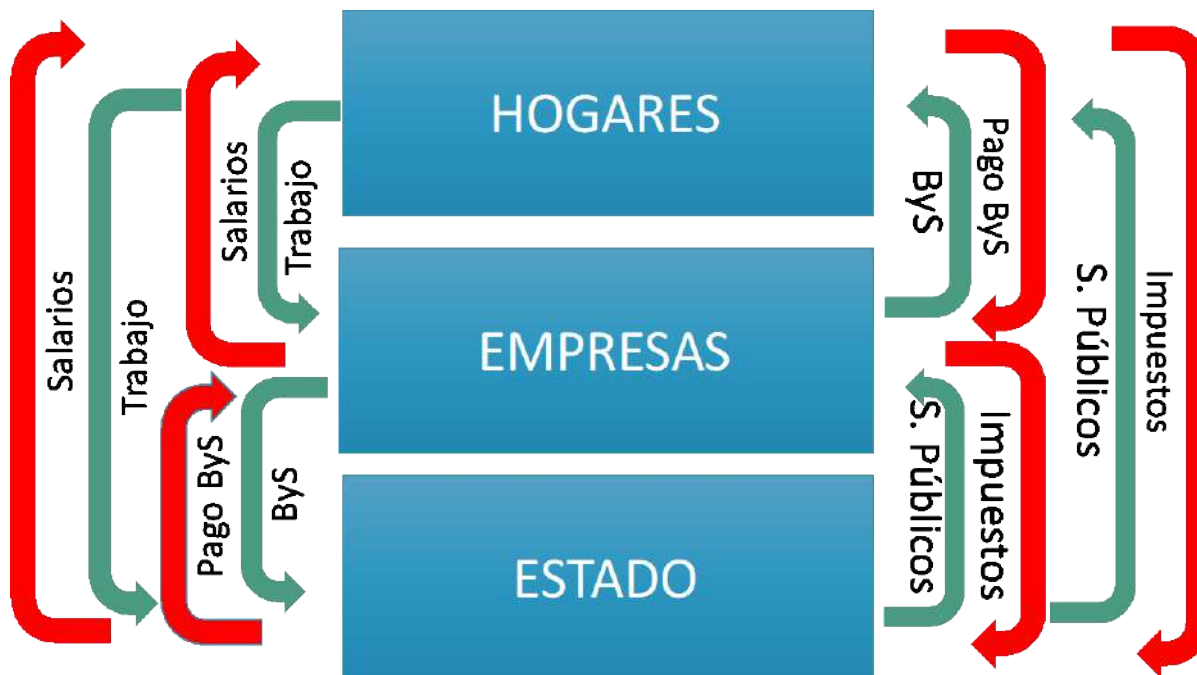 HOGARES
EMPRESAS
ESTADO
Salarios
Trabajo
Salarios
Trabajo
Pago ByS
ByS
ByS
Pago ByS
S. Públicos
Impuestos
S. Públicos
Impuestos